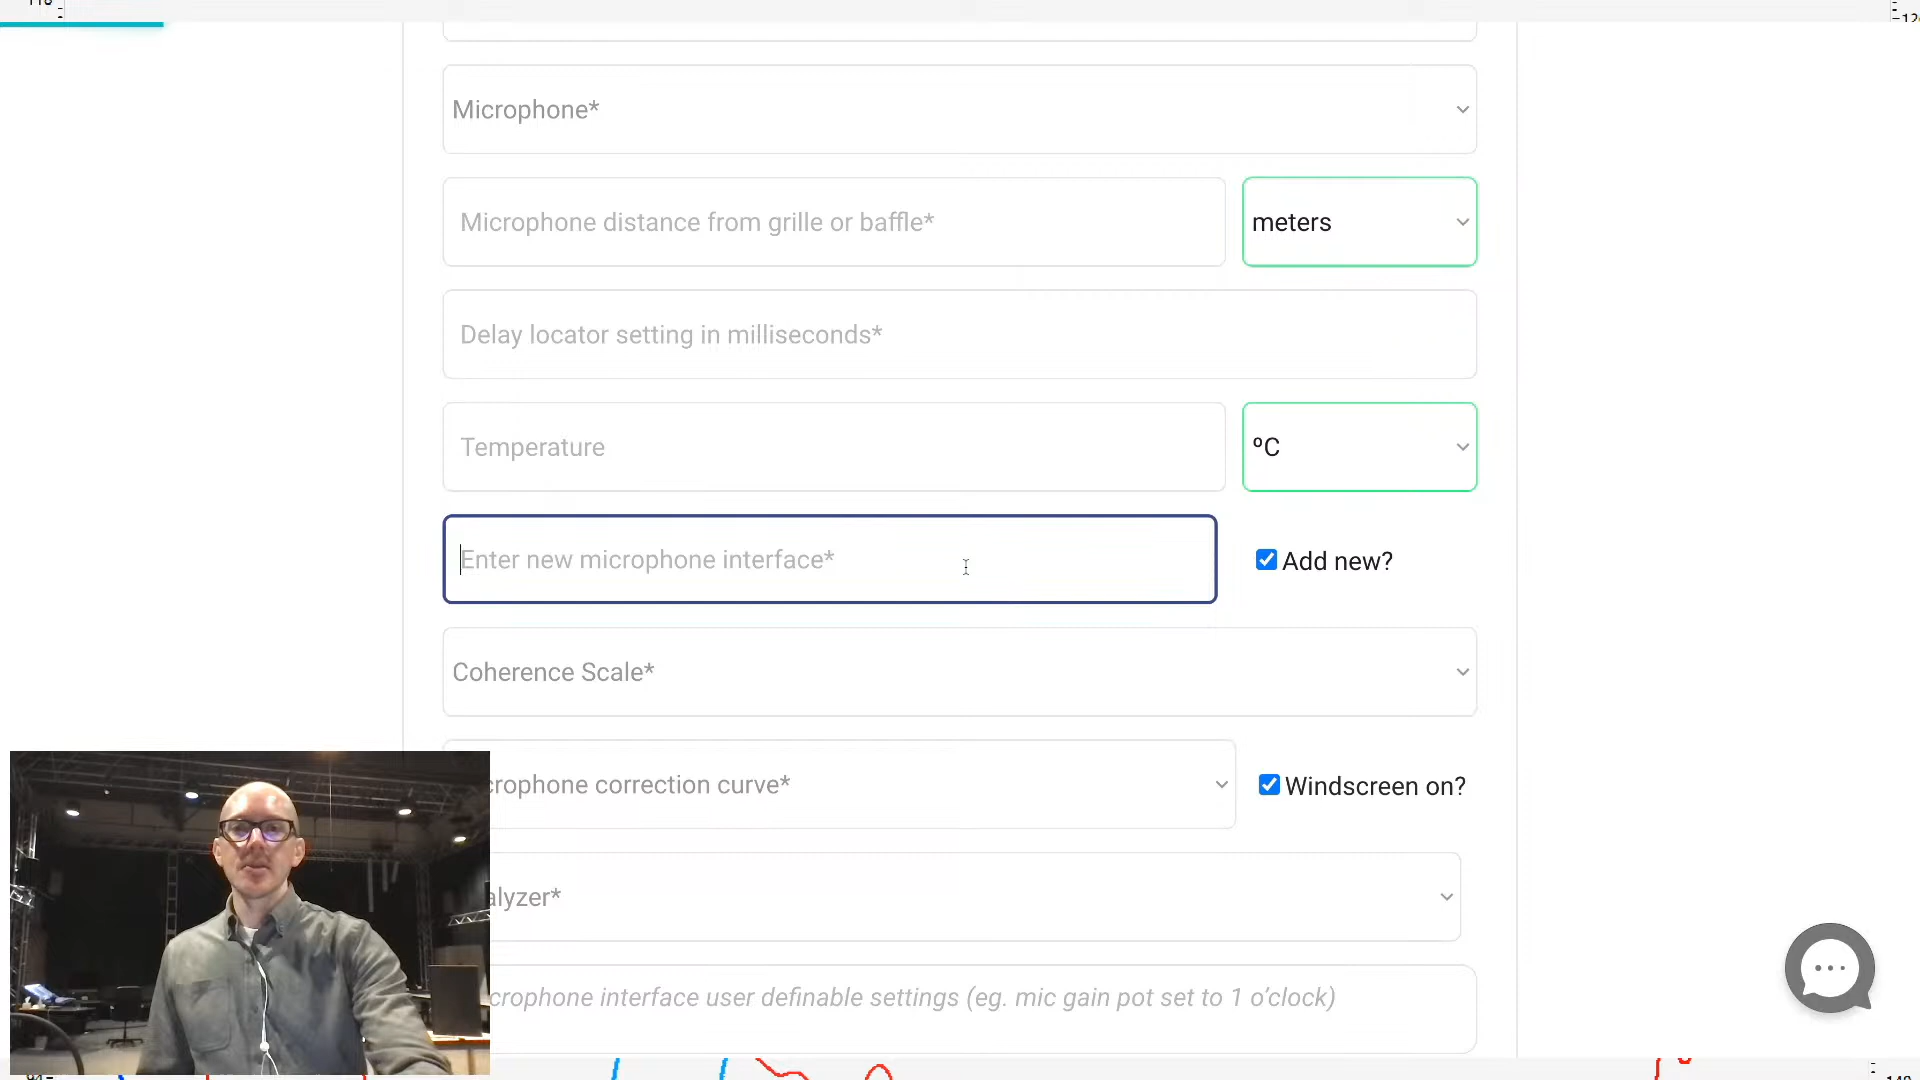 Microphone*
Microphone distance from grille or baffle*
meters
Delay locator setting in milliseconds*
Temperature
ºC
Enter new microphone interface*
Add new?
Coherence Scale*
crophone correction curve*
Windscreen on?
alyzer*
crophone interface user definable settings (eg. mic gain pot set to 1 o’clock)